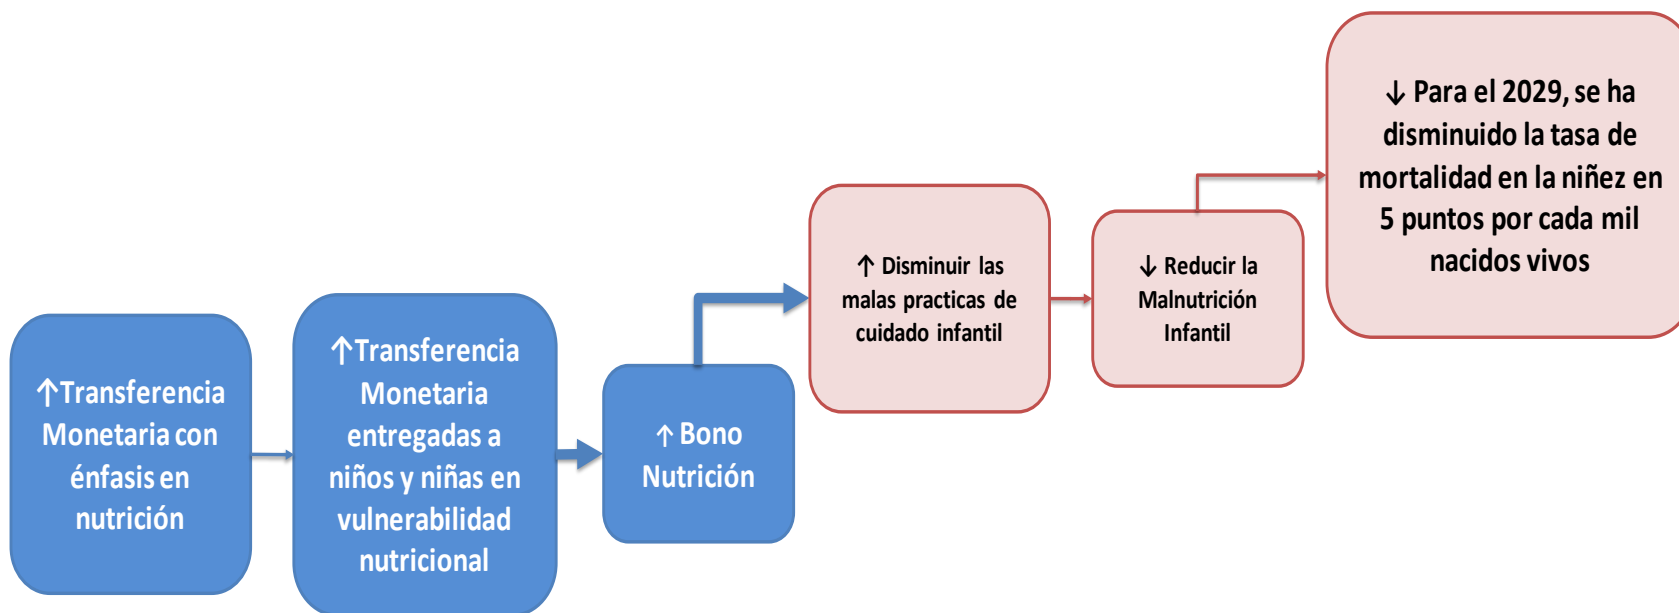 ↑Transferencia
Monetaria con
énfasis en
nutrición
↑Transferencia
Monetaria
entregadas a
niños y niñas en
vulnerabilidad
nutricional
↑ Bono
Nutrición
↑ Disminuir las
malas practicas de
cuidado infantil
↓ Reducir la
Malnutrición
Infantil
↓ Para el 2029, se ha
disminuido la tasa de
mortalidad en la niñez en
5 puntos por cada mil
nacidos vivos